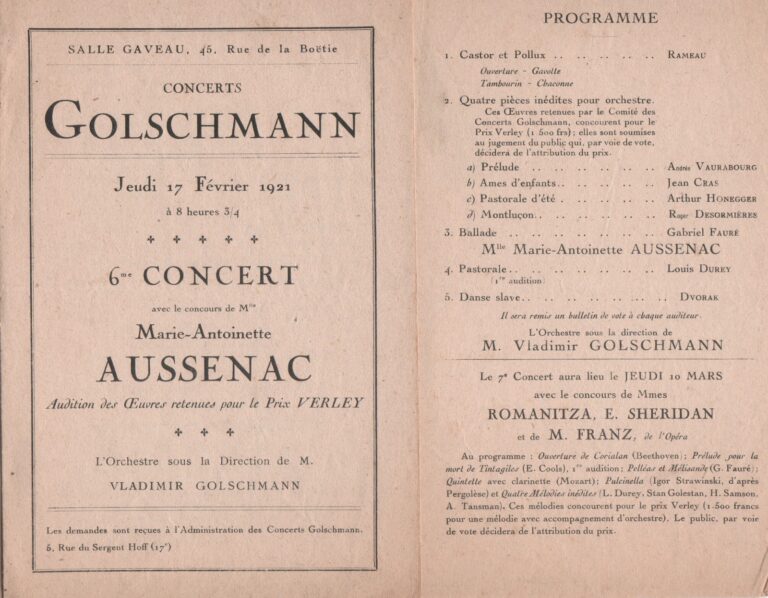 SALLE GAVEAU, 45, Rue de la Boëtie
CONCERTS
GOLSCHMANN
Jeudi 17 Février 1921
à 8 heures 3/4
6me CONCERT
avec le concours de Mlle
Marie-Antoinette
AUSSENAC
Audition des Œuvres retenues pour le Prix VERLEY
L'Orchestre sous la Direction de M.
VLADIMIR GOLSCHMANN
Les demandes sont reçues à l'Administration des Concerts Golschmann,
5, Rue du Sergent Hoff (17e)
PROGRAMME
1. Castor et Pollux .. .. .. .. .. .. RAMEAU
Ouverture - Gavotte
Tambourin - Chaconne
2. Quatre pièces inédites pour orchestre.
Ces Œuvres retenues par le Comité des
Concerts Golschmann, concourent pour le
Prix Verley (1 500 frs); elles sont soumises
au jugement du public qui, par voie de vote,
décidera de l'attribution du prix.
a) Prélude .. .. .. .. .. .. Andrée VAURABOURG
b) Ames d'enfants.. .. .. .. .. Jean CRAS
c) Pastorale d'été .. .. .. .. .. Arthur HONEGGER
d) Montluçon.. .. .. .. .. .. Roger DESORMIÈRES
3. Ballade .. .. .. .. .. .. .. Gabriel FAURÉ
Mlle Marie-Antoinette AUSSENAC
4. Pastorale.. .. .. .. .. .. .. Louis DUREY
(1re audition)
5. Danse slave.. .. .. .. .. .. .. DVORAK
Il sera remis un bulletin de vote à chaque auditeur.
L'Orchestre sous la direction de
M. Vladimir GOLSCHMANN
Le 7e Concert aura lieu le JEUDI 10 MARS
avec le concours de Mmes
ROMANITZA, E. SHERIDAN
et de M. FRANZ, de l'Opéra
Au programme : Ouverture de Coriolan (Beethoven); Prélude pour la
mort de Tintagiles (E. Cools), 1re audition; Pelléas et Mélisande (G. Fauré);
Quintette avec clarinette (Mozart); Pulcinella (Igor Strawinski, d'après
Pergolèse) et Quatre Mélodies inédites (L. Durey, Stan Golestan, H. Samson,
A. Tansman). Ces mélodies concourent pour le prix Verley (1 500 francs
pour une mélodie avec accompagnement d'orchestre). Le public, par voie
de vote décidera de l'attribution du prix.